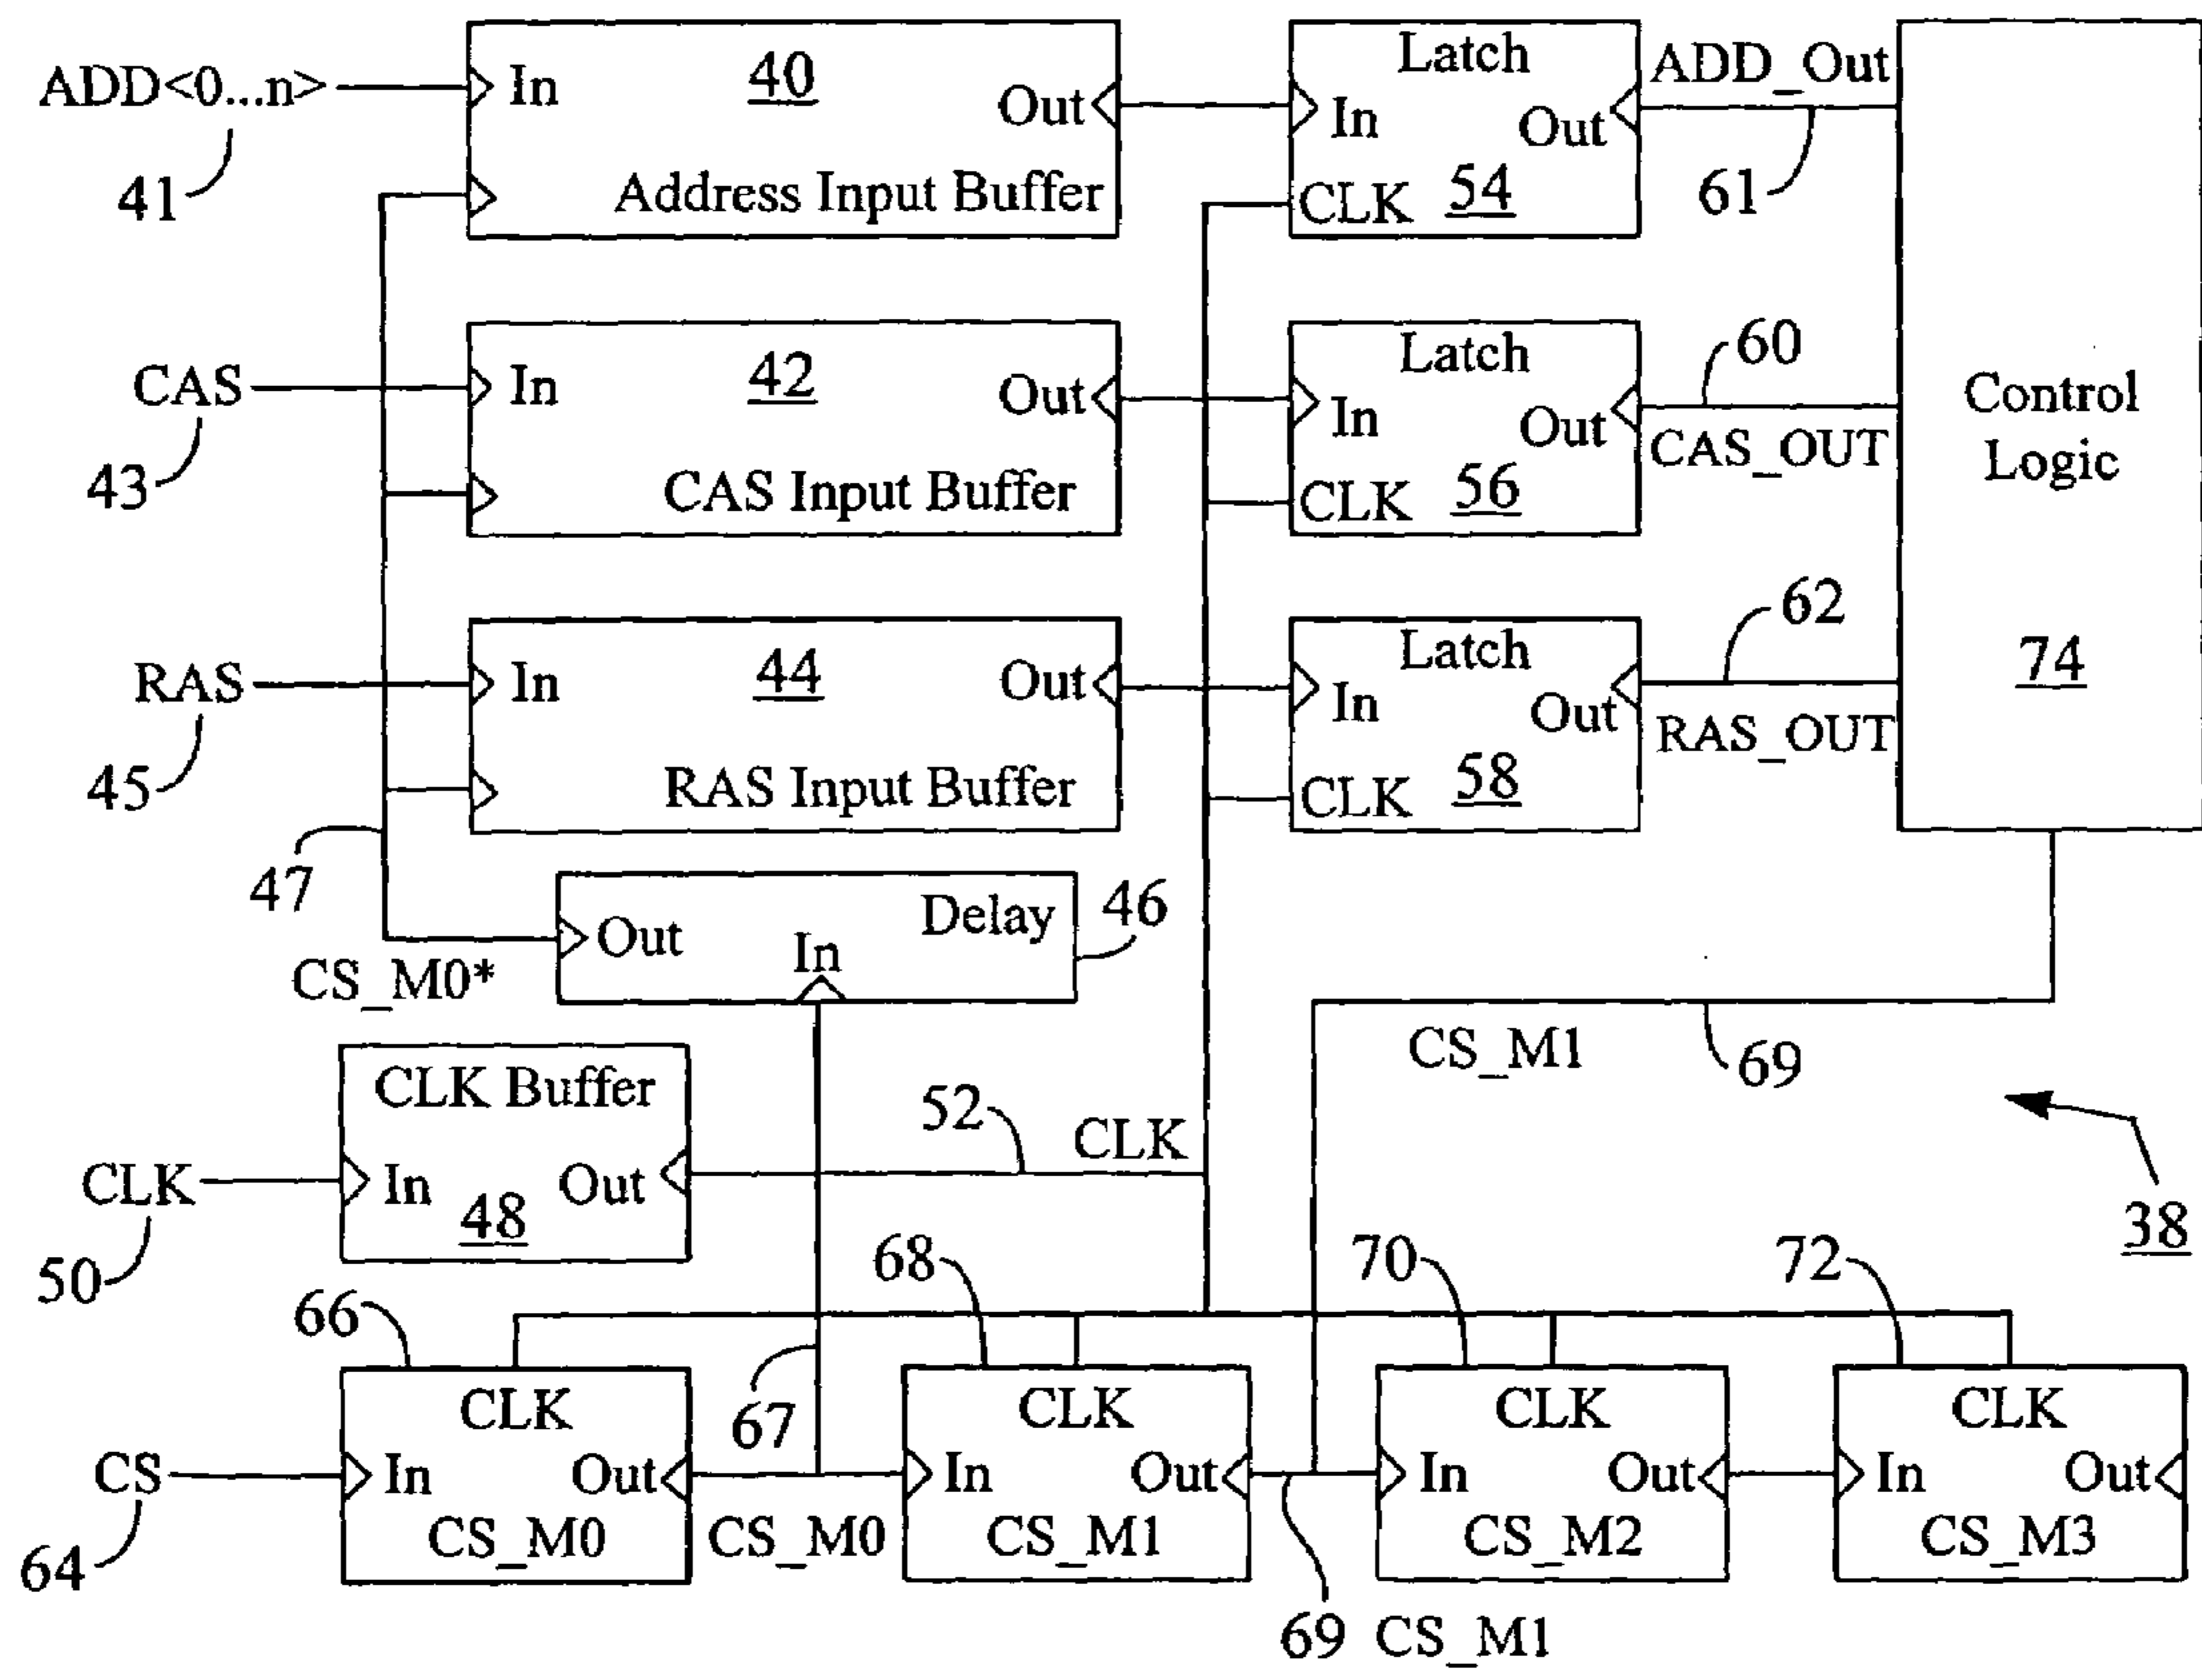 ADD<0...n>
41
In
40
Out
Address Input Buffer
Latch
In
Out
54
CLK
ADD_Out
61
CAS
43
In
42
Out
CAS Input Buffer
Latch
In
Out
56
CLK
60
CAS_OUT
Control
Logic
74
RAS
45
In
44
Out
RAS Input Buffer
Latch
In
Out
58
CLK
62
RAS_OUT
47
CS_M0*
Out
In
Delay
46
CS_M1
69
CLK Buffer
In
Out
48
CLK
50
52
CLK
38
66
67
68
70
72
CS
64
CLK
In
Out
CS_M0
CS_M0
CLK
In
Out
CS_M1
69
CS_M1
CLK
In
Out
CS_M2
CLK
In
Out
CS_M3